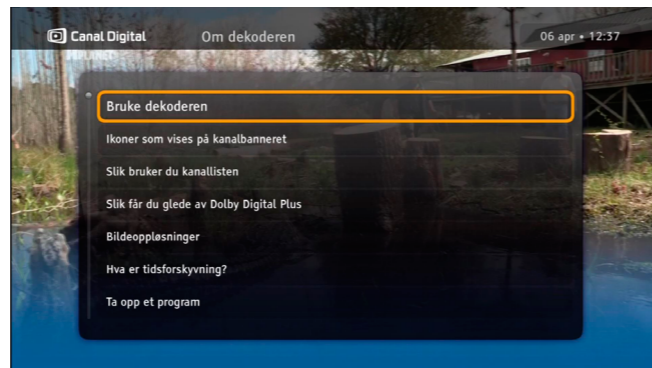 Canal Digital Om dekoderen 06 apr • 12:37
Bruke dekoderen
Ikoner som vises på kanalbanneret
Slik bruker du kanallisten
Slik får du glede av Dolby Digital Plus
Bildeoppløsninger
Hva er tidsforskyvning?
Ta opp et program